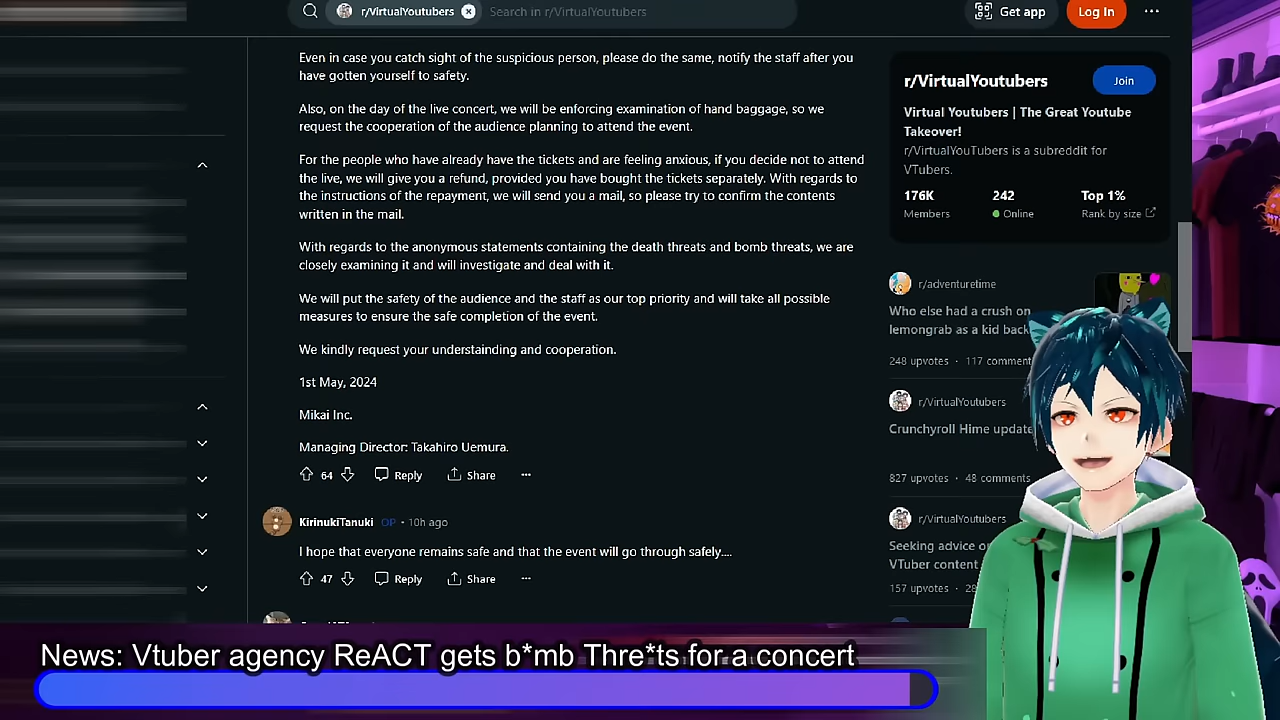 r/VirtualYoutubers
Search in r/VirtualYoutubers
Get app
Log In
Even in case you catch sight of the suspicious person, please do the same, notify the staff after you
have gotten yourself to safety.
Also, on the day of the live concert, we will be enforcing examination of hand baggage, so we
request the cooperation of the audience planning to attend the event.
For the people who have already have the tickets and are feeling anxious, if you decide not to attend
the live, we will give you a refund, provided you have bought the tickets separately. With regards to
the instructions of the repayment, we will send you a mail, so please try to confirm the contents
written in the mail.
With regards to the anonymous statements containing the death threats and bomb threats, we are
closely examining it and will investigate and deal with it.
We will put the safety of the audience and the staff as our top priority and will take all possible
measures to ensure the safe completion of the event.
We kindly request your understainding and cooperation.
1st May, 2024
Mikai Inc.
Managing Director: Takahiro Uemura.
64
Reply
Share
KirinukiTanuki OP • 10h ago
I hope that everyone remains safe and that the event will go through safely....
47
Reply
Share
r/VirtualYoutubers
Join
Virtual Youtubers | The Great Youtube
Takeover!
r/VirtualYouTubers is a subreddit for
VTubers.
176K 242 Top 1%
Members Online Rank by size
r/adventuretime
Who else had a crush on
lemongrab as a kid back
248 upvotes · 117 comment
r/VirtualYoutubers
Crunchyroll Hime update
827 upvotes · 48 comments
r/VirtualYoutubers
Seeking advice
VTuber content
157 upvotes ·
News: Vtuber agency ReACT gets b*mb Thre*ts for a concert